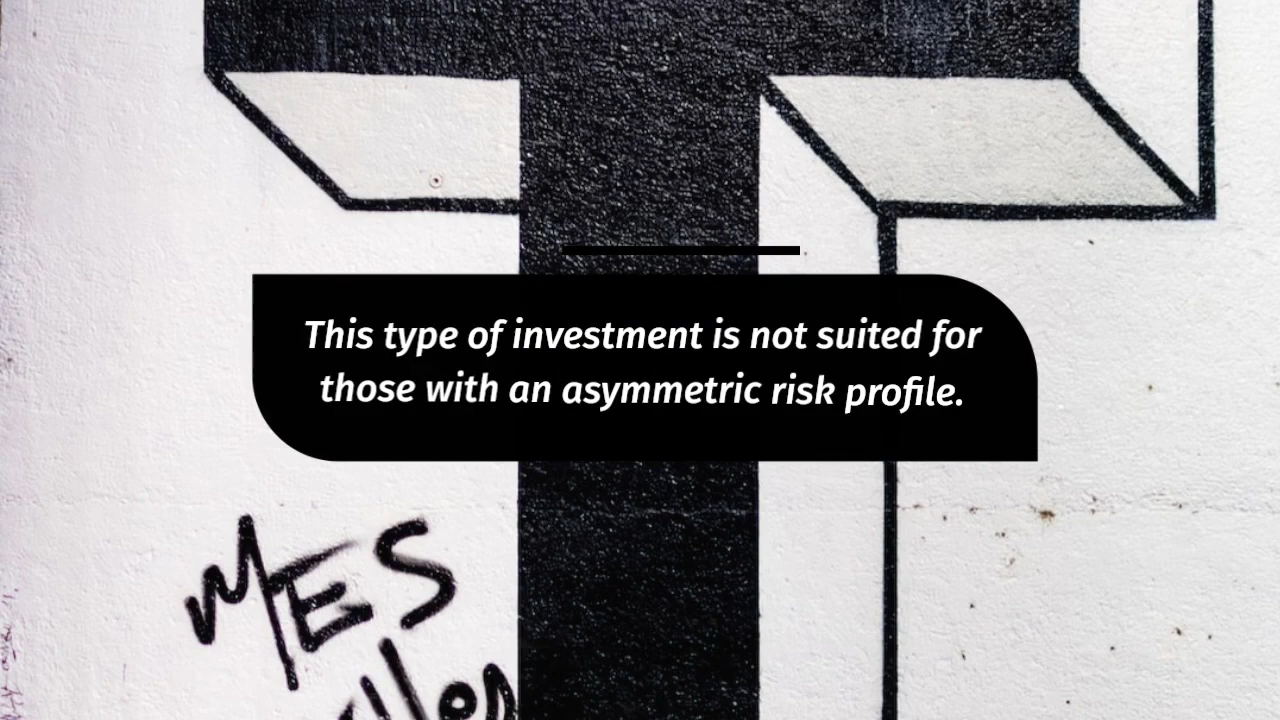 This type of investment is not suited for
those with an asymmetric risk profile.
MES